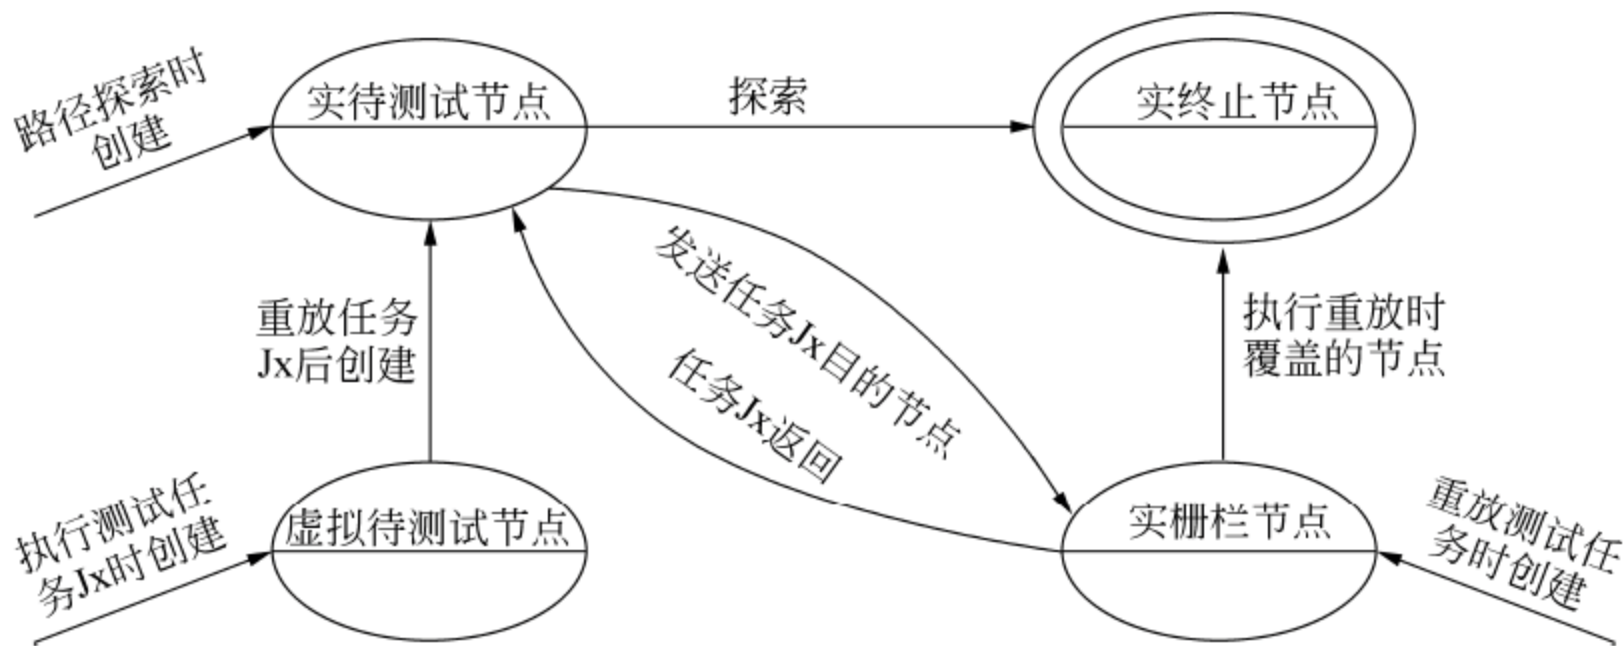 路径探索时
创建
实待测试节点
探索
实终止节点
重放任务
Jx后创建
发送任务Jx目的节点
任务Jx返回
执行重放时
覆盖的节点
执行测试任
务Jx时创建
虚拟待测试节点
实栅栏节点
重放测试任
务时创建